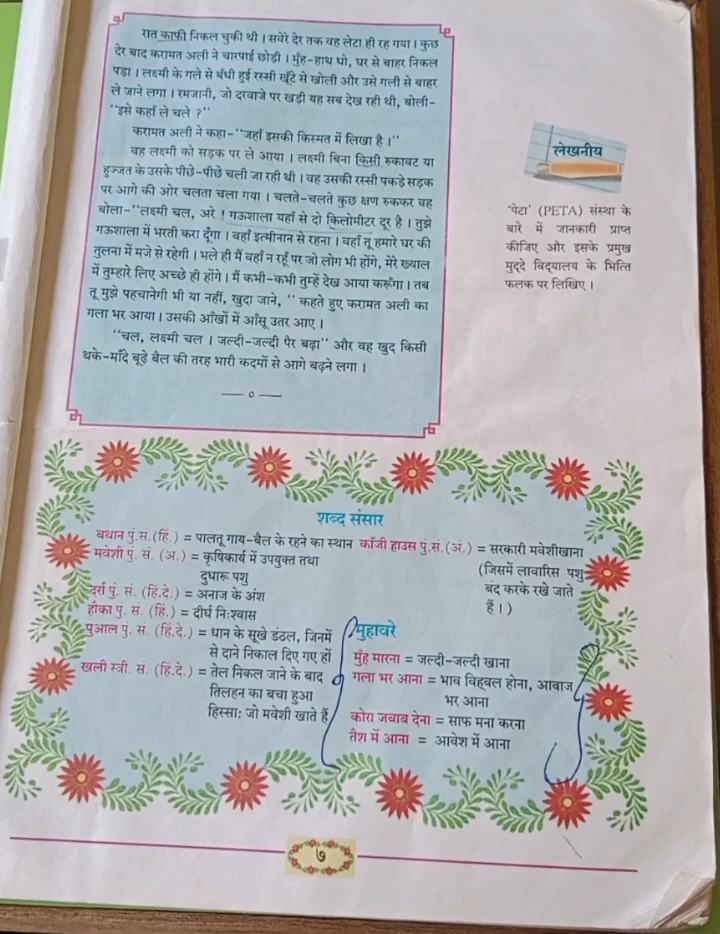 रात काफी निकल चुकी थी । सवेरे देर तक वह लेटा ही रह गया । कुछ
देर बाद करामत अली ने चारपाई छोड़ी । मुँह-हाथ धो, घर से बाहर निकल
पड़ा । लक्ष्मी के गले से बँधी हुई रस्सी खूँटे से खोली और उसे गली से बाहर
ले जाने लगा । रमजानी, जो दरवाजे पर खड़ी यह सब देख रही थी, बोली-
"इसे कहाँ ले चले ?"
करामत अली ने कहा-"जहाँ इसकी किस्मत में लिखा है ।"
वह लक्ष्मी को सड़क पर ले आया । लक्ष्मी बिना किसी रुकावट या
हुज्जत के उसके पीछे-पीछे चली जा रही थी । वह उसकी रस्सी पकड़े सड़क
पर आगे की ओर चलता चला गया । चलते-चलते कुछ क्षण रुककर वह
बोला-"लक्ष्मी चल, अरे ! गऊशाला यहाँ से दो किलोमीटर दूर है । तुझे
गऊशाला में भरती करा दूँगा । वहाँ इत्मीनान से रहना । वहाँ तू हमारे घर की
तुलना में मजे से रहेगी । भले ही मैं वहाँ न रहूँ पर जो लोग भी होंगे, मेरे ख्याल
में तुम्हारे लिए अच्छे ही होंगे । मैं कभी-कभी तुम्हें देख आया करूँगा । तब
तू मुझे पहचानेगी भी या नहीं, खुदा जाने, " कहते हुए करामत अली का
गला भर आया । उसकी आँखों में आँसू उतर आए ।
"चल, लक्ष्मी चल । जल्दी-जल्दी पैर बढ़ा" और वह खुद किसी
थके-माँदे बूढ़े बैल की तरह भारी कदमों से आगे बढ़ने लगा ।
—— ० ——
लेखनीय
'पेटा' (PETA) संस्था के
बारे में जानकारी प्राप्त
कीजिए और इसके प्रमुख
मुद्दे विद्यालय के भित्ति
फलक पर लिखिए ।
शब्द संसार
बथान पुं.सं.(हिं.) = पालतू गाय-बैल के रहने का स्थान
मवेशी पुं. सं. (अ.) = कृषिकार्य में उपयुक्त तथा
दुधारू पशु
दर्रा पुं. सं. (हिं.दे.) = अनाज के अंश
हौका पुं. सं. (हिं.) = दीर्घ निःश्वास
पुआल पुं. सं. (हिं.दे.) = धान के सूखे डंठल, जिनमें
से दाने निकाल दिए गए हों
खली स्त्री. सं. (हिं.दे.) = तेल निकल जाने के बाद
तिलहन का बचा हुआ
हिस्सा; जो मवेशी खाते हैं
काँजी हाउस पुं.सं.(अं.) = सरकारी मवेशीखाना
(जिसमें लावारिस पशु
बंद करके रखे जाते
हैं । )
मुहावरे
मुँह मारना = जल्दी-जल्दी खाना
गला भर आना = भाव विह्वल होना, आवाज
भर आना
कोरा जवाब देना = साफ मना करना
तैश में आना = आवेश में आना
७